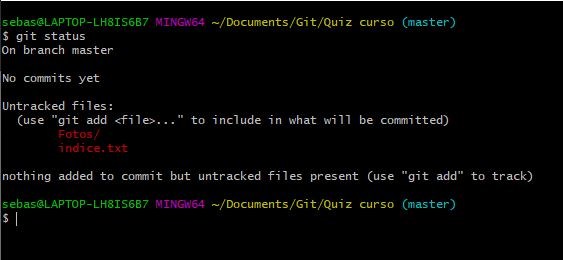 sebas@LAPTOP-LH8IS6B7 MINGW64 ~/Documents/Git/Quiz curso (master)
$ git status
On branch master
No commits yet
Untracked files:
(use "git add <file>..." to include in what will be committed)
Fotos/
indice.txt
nothing added to commit but untracked files present (use "git add" to track)
sebas@LAPTOP-LH8IS6B7 MINGW64 ~/Documents/Git/Quiz curso (master)
$